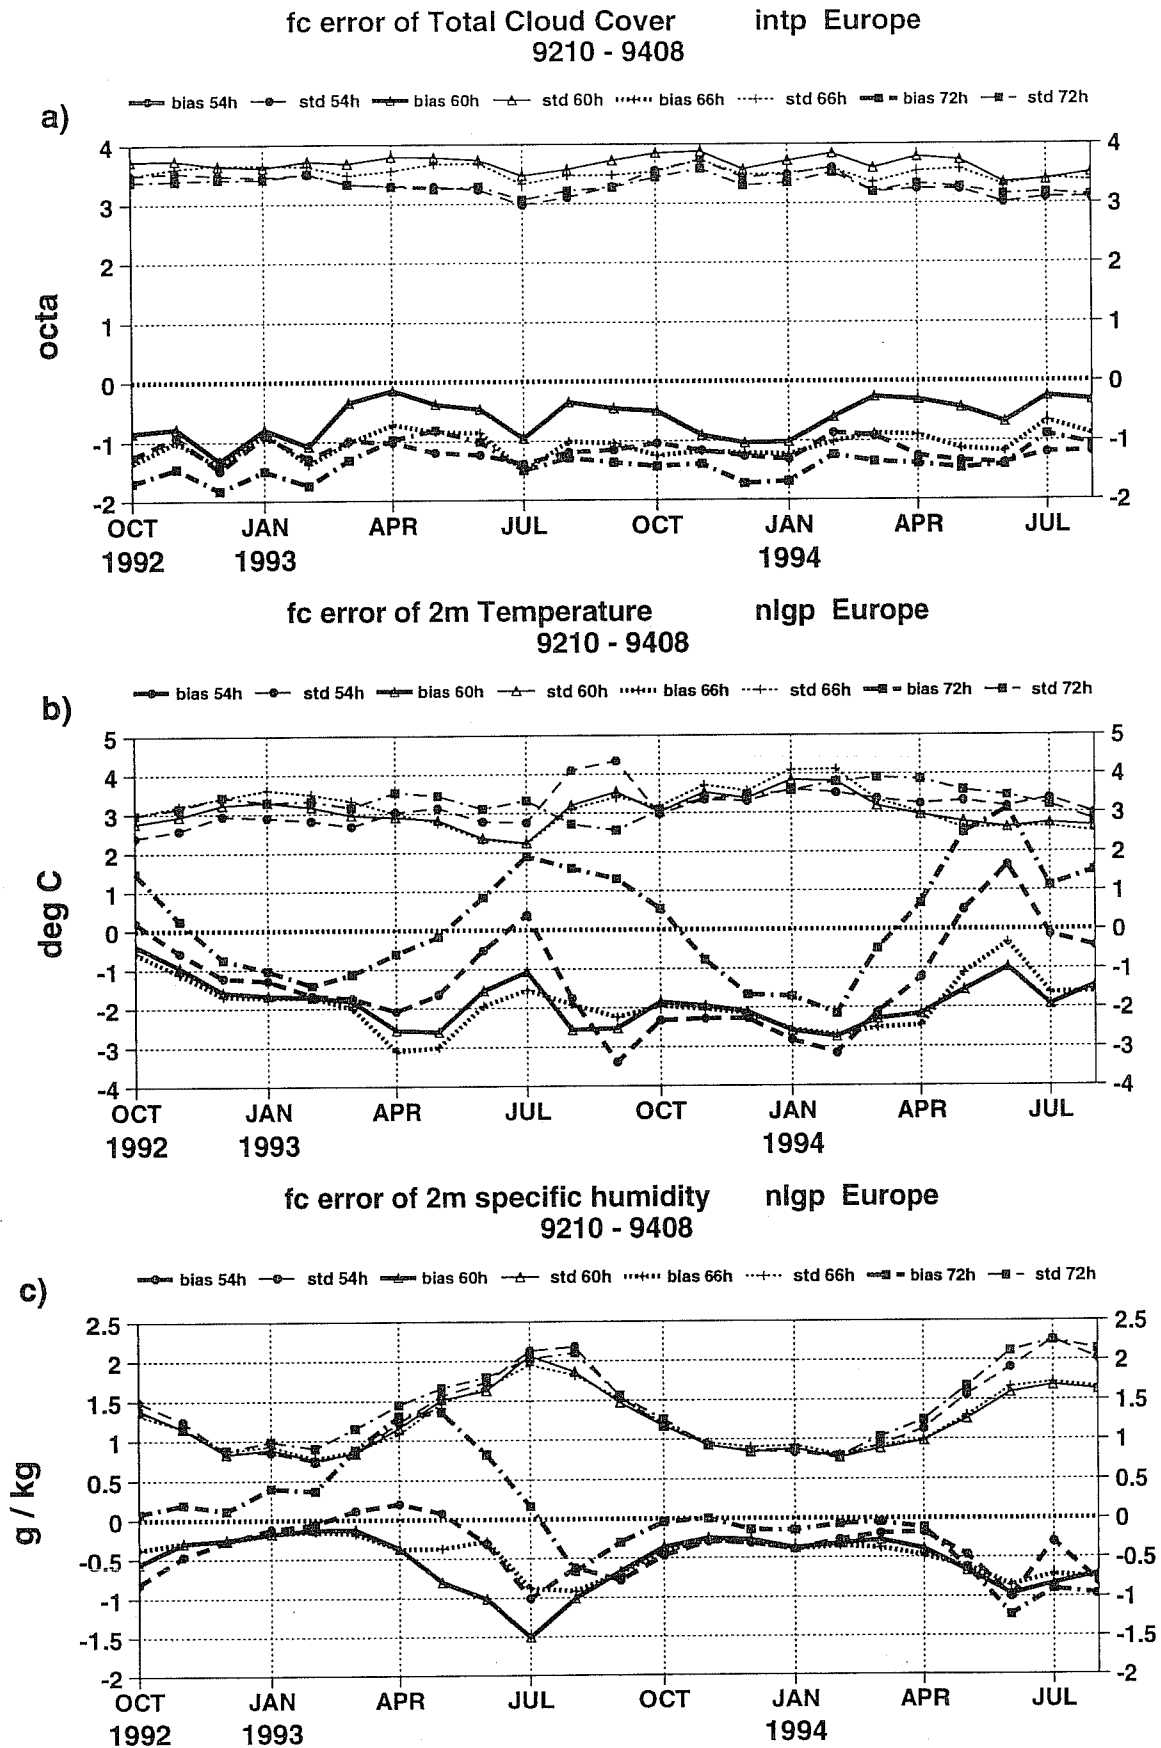 fc error of Total Cloud Cover intp Europe
9210 - 9408
bias 54h std 54h bias 60h std 60h bias 66h std 66h bias 72h std 72h
a)
4 4
3 3
2 2
1 1
0 0
-1 -1
-2 -2
octa
OCT JAN APR JUL OCT JAN APR JUL
1992 1993 1994
fc error of 2m Temperature nlgp Europe
9210 - 9408
bias 54h std 54h bias 60h std 60h bias 66h std 66h bias 72h std 72h
b)
5 5
4 4
3 3
2 2
1 1
0 0
-1 -1
-2 -2
-3 -3
-4 -4
deg C
OCT JAN APR JUL OCT JAN APR JUL
1992 1993 1994
fc error of 2m specific humidity nlgp Europe
9210 - 9408
bias 54h std 54h bias 60h std 60h bias 66h std 66h bias 72h std 72h
c)
2.5 2.5
2 2
1.5 1.5
1 1
0.5 0.5
0 0
-0.5 -0.5
-1 -1
-1.5 -1.5
-2 -2
g / kg
OCT JAN APR JUL OCT JAN APR JUL
1992 1993 1994